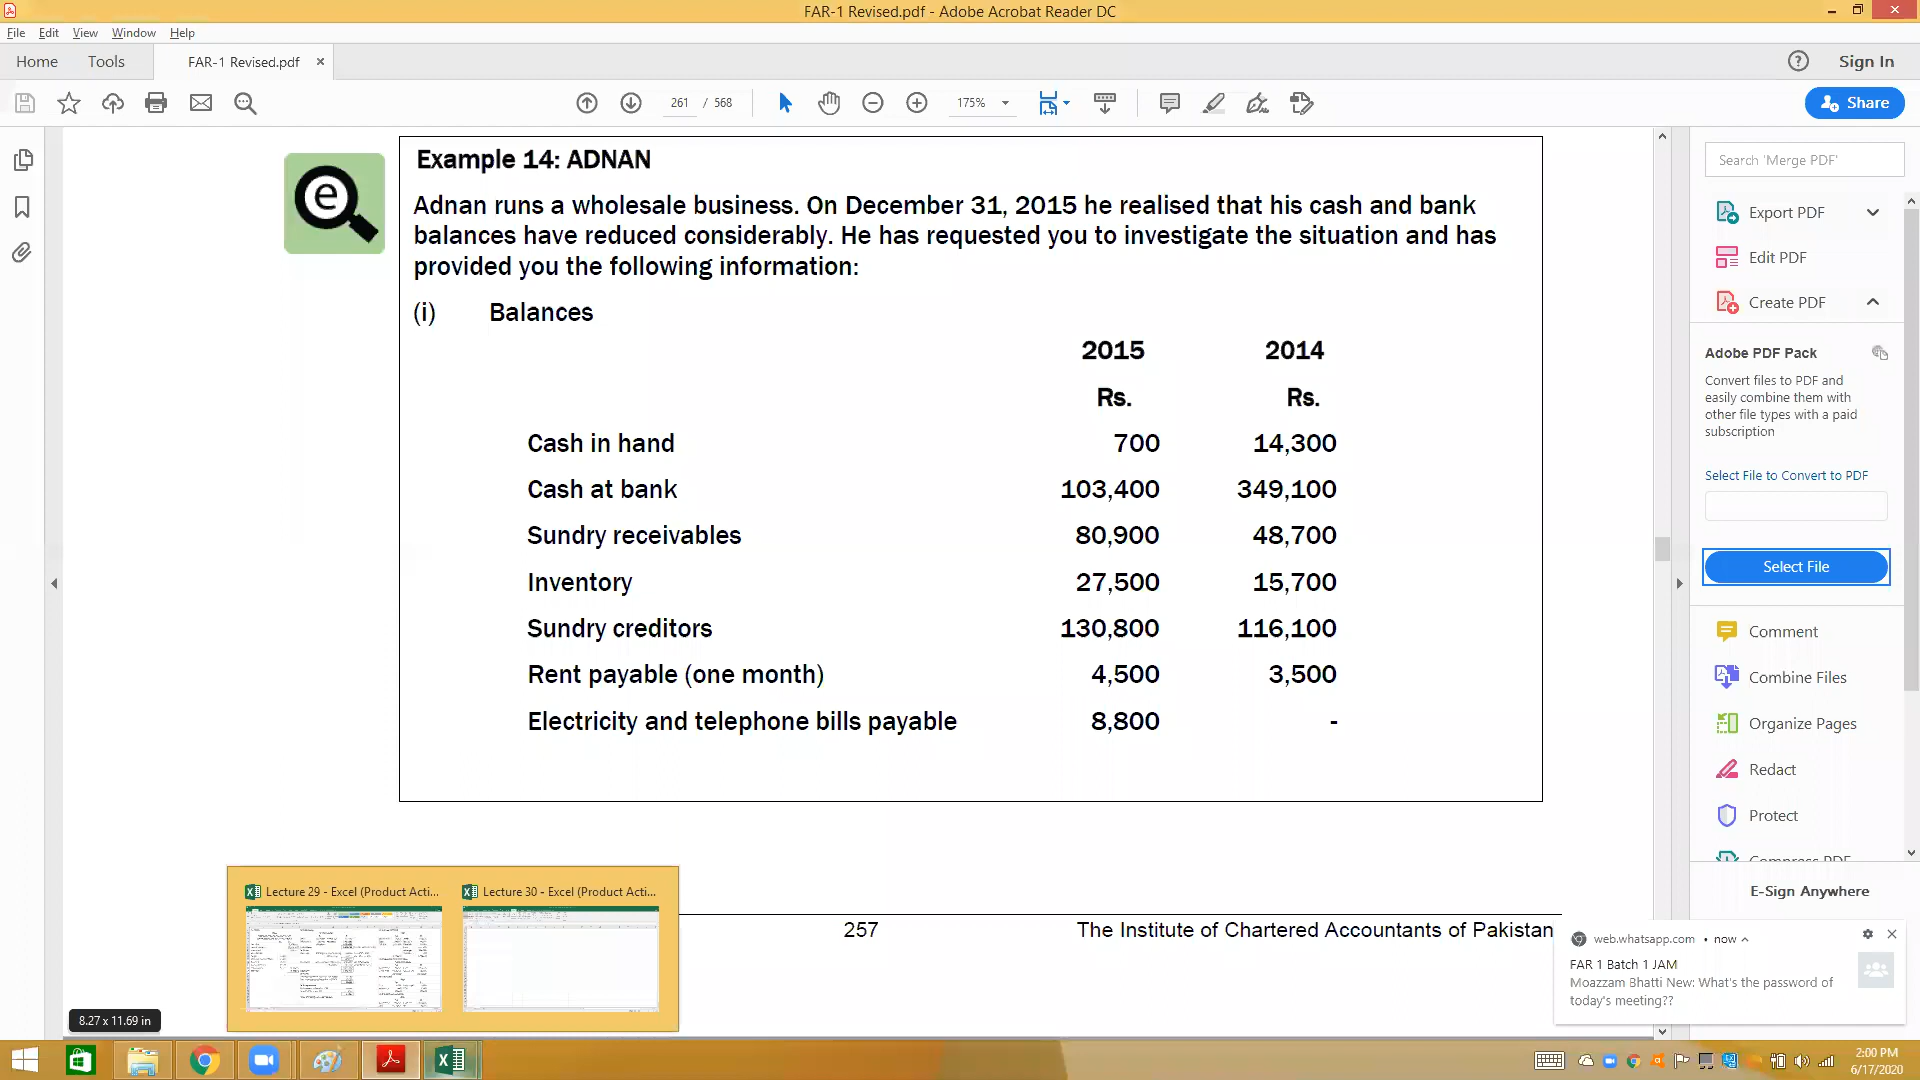 FAR-1 Revised.pdf - Adobe Acrobat Reader DC
File Edit View Window Help
Home Tools FAR-1 Revised.pdf × Sign In
261 / 568 175% Share
Example 14: ADNAN
Adnan runs a wholesale business. On December 31, 2015 he realised that his cash and bank
balances have reduced considerably. He has requested you to investigate the situation and has
provided you the following information:
(i) Balances
2015 2014
Rs. Rs.
Cash in hand 700 14,300
Cash at bank 103,400 349,100
Sundry receivables 80,900 48,700
Inventory 27,500 15,700
Sundry creditors 130,800 116,100
Rent payable (one month) 4,500 3,500
Electricity and telephone bills payable 8,800 -
257 The Institute of Chartered Accountants of Pakistan
Search 'Merge PDF'
Export PDF
Edit PDF
Create PDF
Adobe PDF Pack
Convert files to PDF and
easily combine them with
other file types with a paid
subscription
Select File to Convert to PDF
Select File
Comment
Combine Files
Organize Pages
Redact
Protect
Compress PDF
E-Sign Anywhere
Lecture 29 - Excel (Product Acti...
Lecture 30 - Excel (Product Acti...
8.27 x 11.69 in
web.whatsapp.com • now
FAR 1 Batch 1 JAM
Moazzam Bhatti New: What's the password of
today's meeting??
2:00 PM
6/17/2020